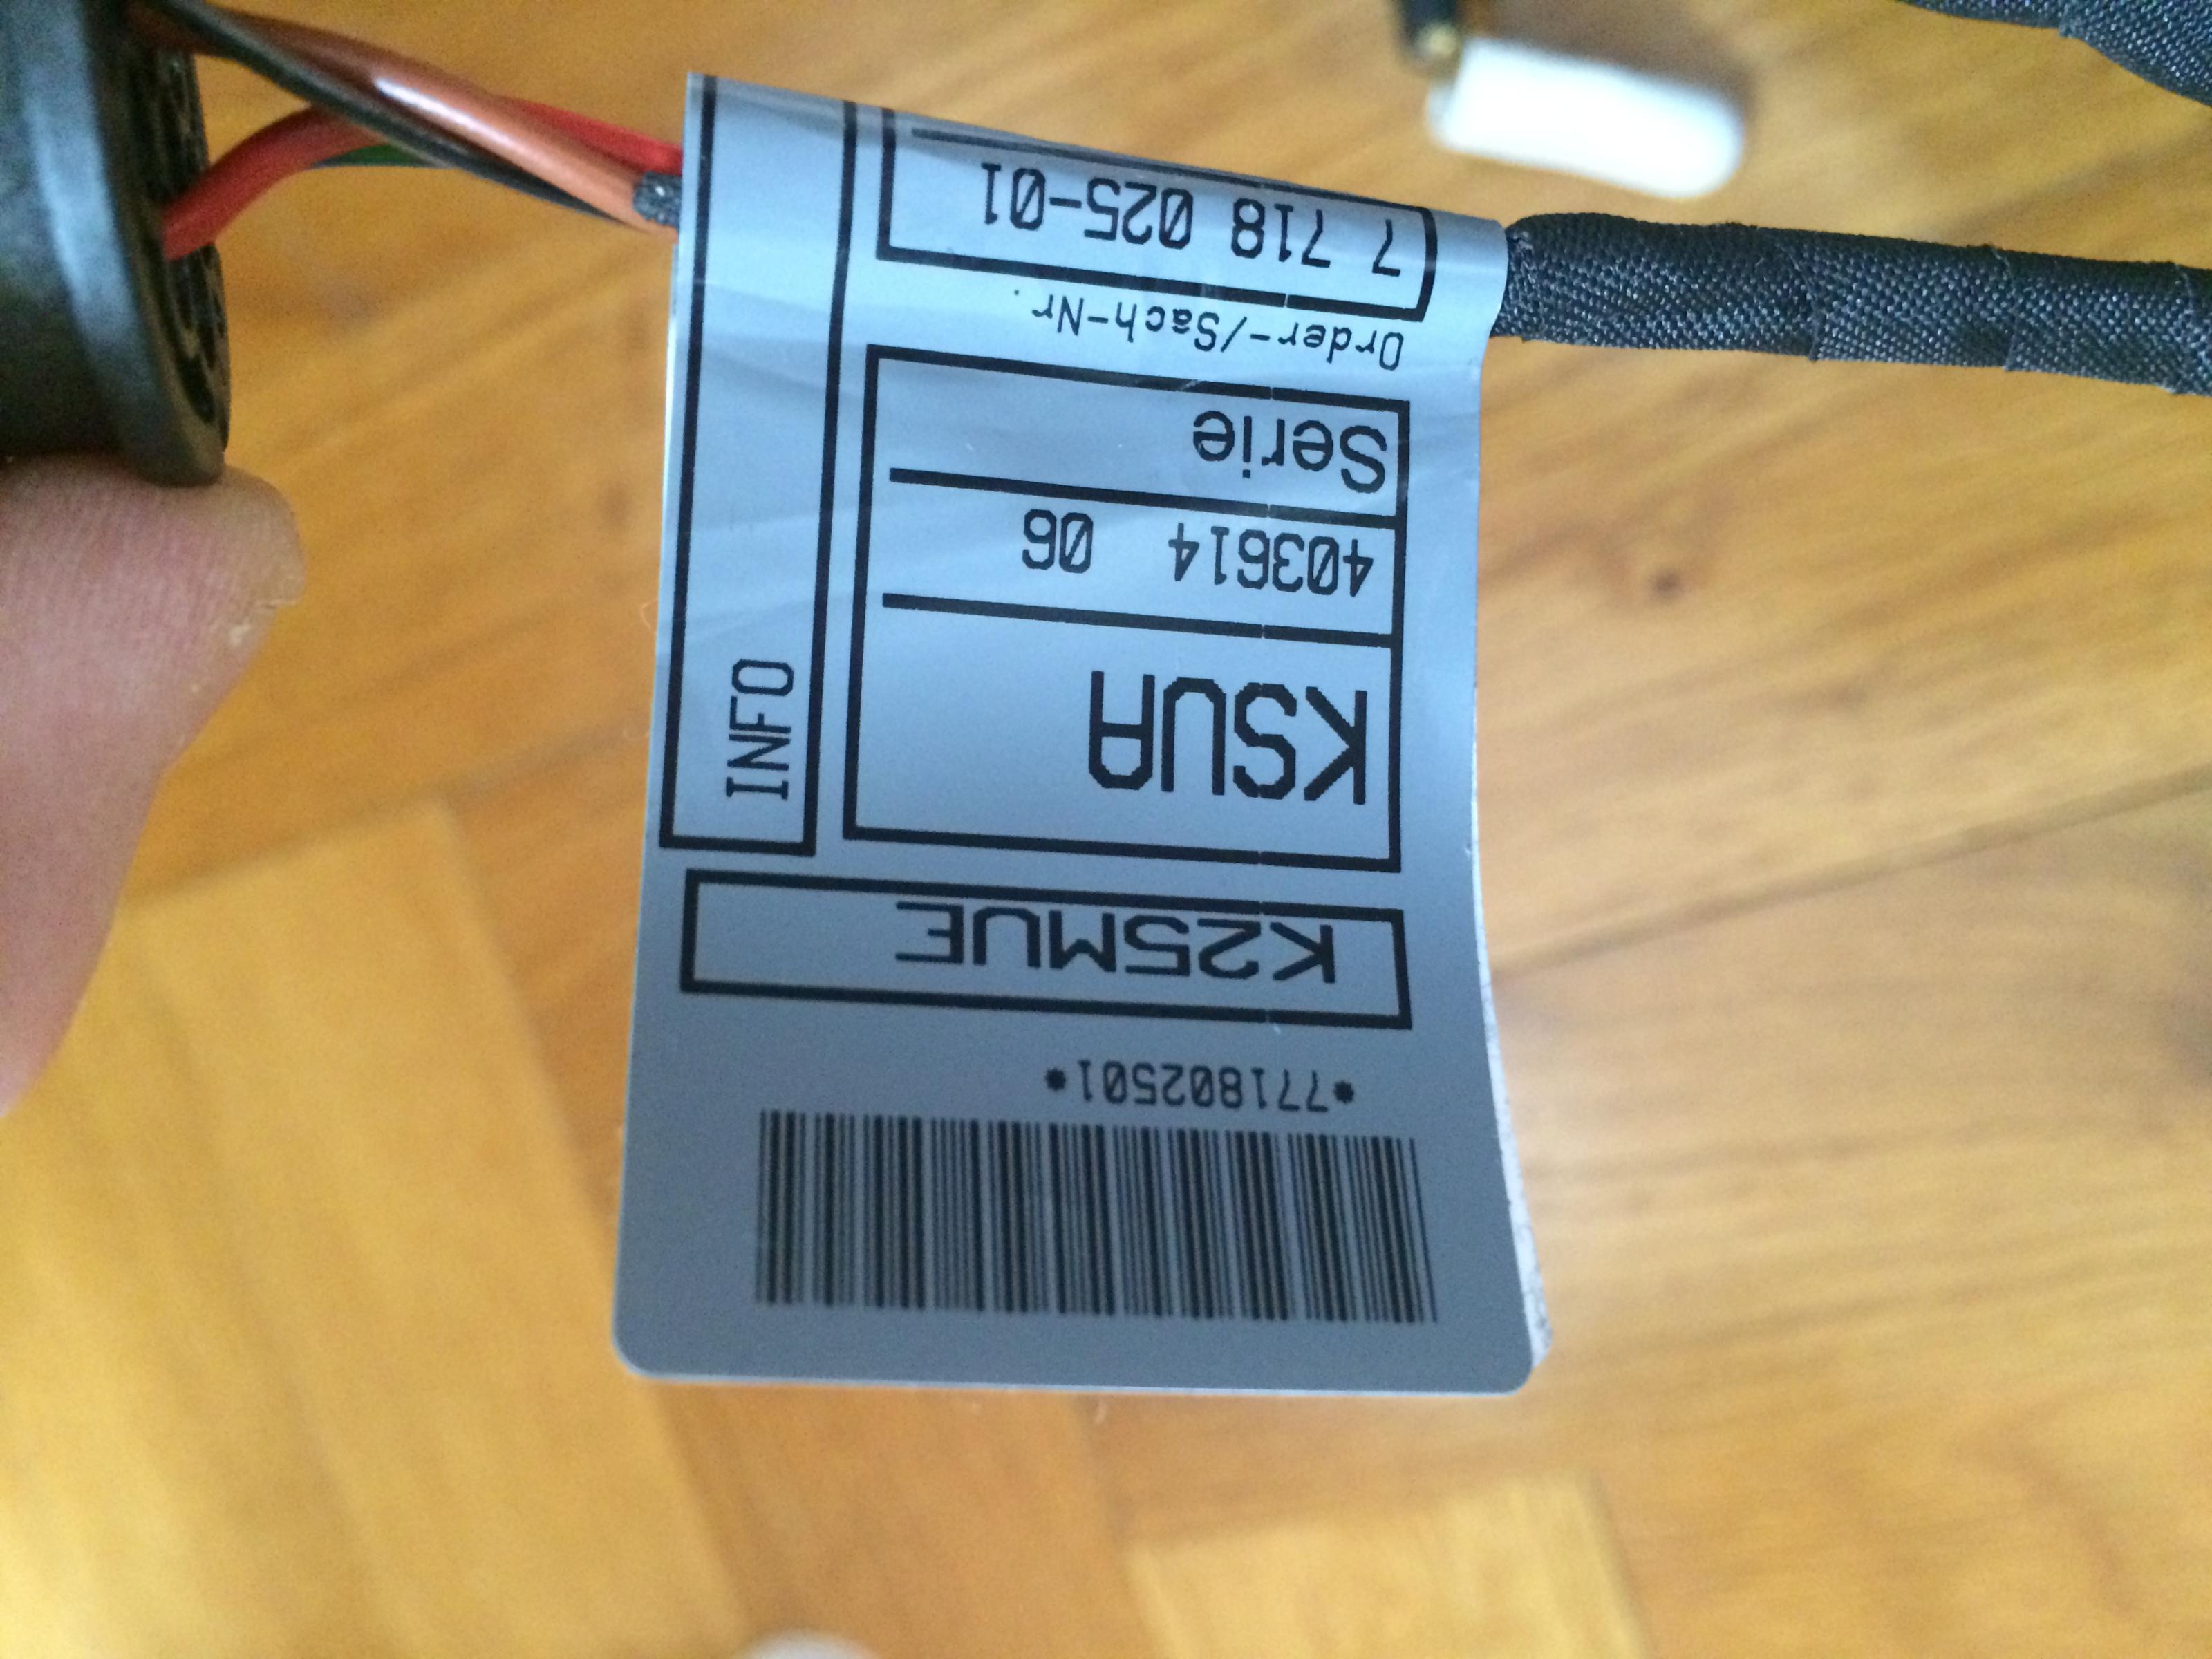 *771802501*
K25MUE
KSUA
403614 06
Serie
Order-/Sach-Nr.
7 718 025-01
INFO